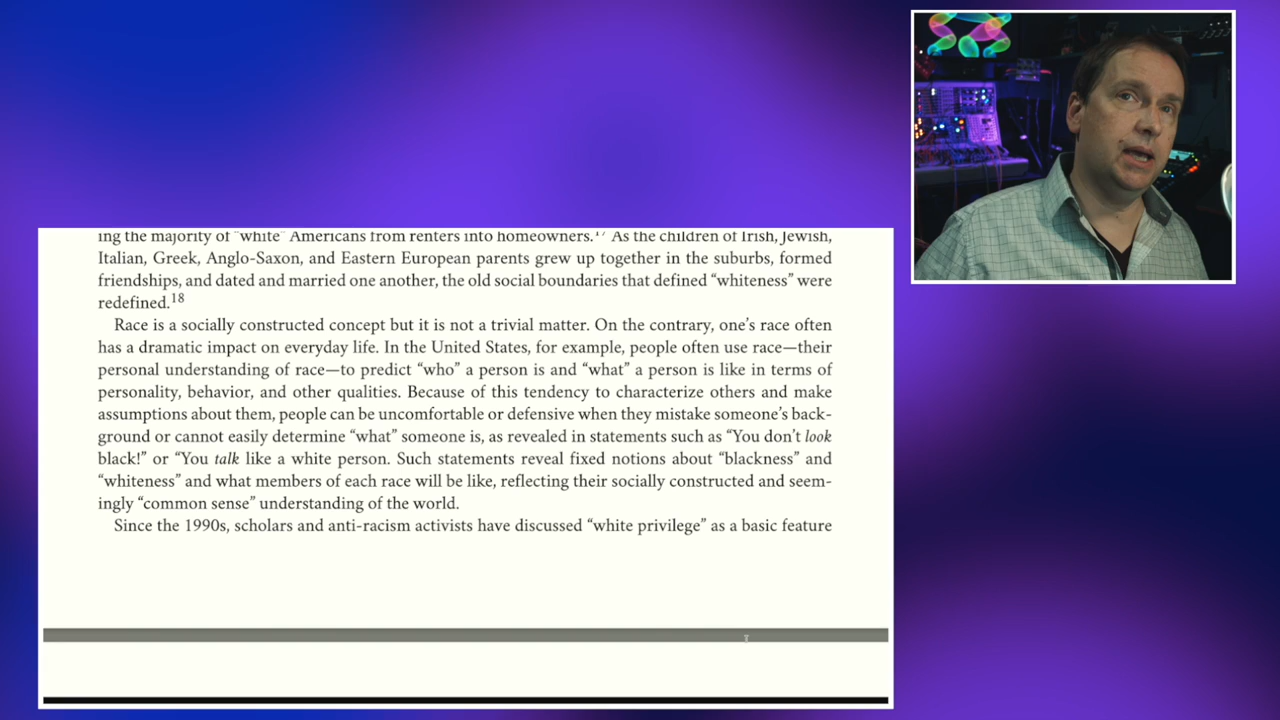 ing the majority of “white” Americans from renters into homeowners.17 As the children of Irish, Jewish,
Italian, Greek, Anglo-Saxon, and Eastern European parents grew up together in the suburbs, formed
friendships, and dated and married one another, the old social boundaries that defined “whiteness” were
redefined.18
Race is a socially constructed concept but it is not a trivial matter. On the contrary, one’s race often
has a dramatic impact on everyday life. In the United States, for example, people often use race—their
personal understanding of race—to predict “who” a person is and “what” a person is like in terms of
personality, behavior, and other qualities. Because of this tendency to characterize others and make
assumptions about them, people can be uncomfortable or defensive when they mistake someone’s back-
ground or cannot easily determine “what” someone is, as revealed in statements such as “You don’t look
black!” or “You talk like a white person. Such statements reveal fixed notions about “blackness” and
“whiteness” and what members of each race will be like, reflecting their socially constructed and seem-
ingly “common sense” understanding of the world.
Since the 1990s, scholars and anti-racism activists have discussed “white privilege” as a basic feature